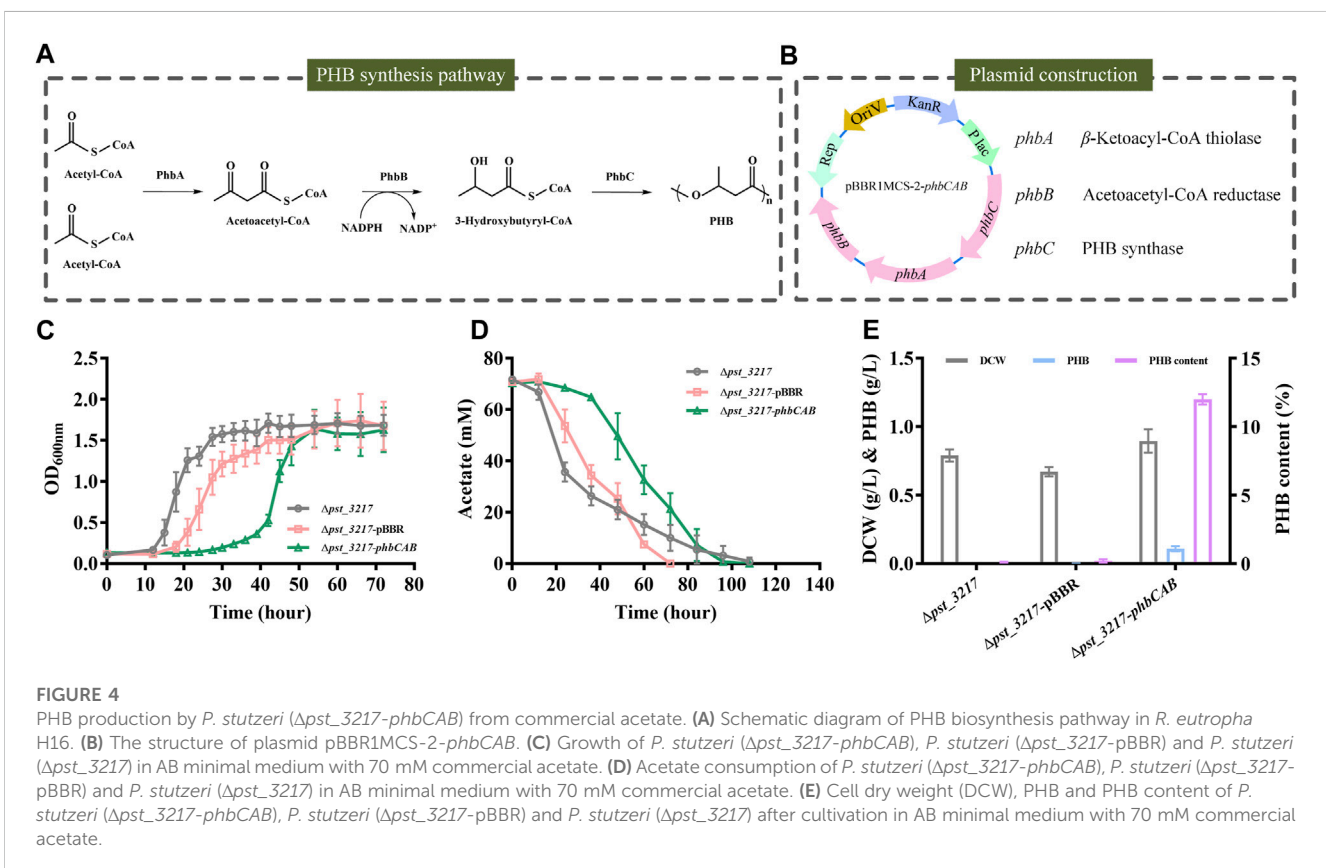 A
PHB synthesis pathway
O
S
CoA
Acetyl-CoA
O
S
CoA
Acetyl-CoA
PhbA
O
O
S
CoA
Acetoacetyl-CoA
PhbB
NADPH
NADP⁺
OH
O
S
CoA
3-Hydroxybutyryl-CoA
PhbC
O
O
n
PHB
B
Plasmid construction
OriV
KanR
P lac
phbC
phbA
phbB
Rep
pBBR1MCS-2-phbCAB
phbA β-Ketoacyl-CoA thiolase
phbB Acetoacetyl-CoA reductase
phbC PHB synthase
C
OD600nm
2.5
2.0
1.5
1.0
0.5
0.0
0 10 20 30 40 50 60 70 80
Time (hour)
Δpst_3217
Δpst_3217-pBBR
Δpst_3217-phbCAB
D
Acetate (mM)
80
60
40
20
0
0 20 40 60 80 100 120 140
Time (hour)
Δpst_3217
Δpst_3217-pBBR
Δpst_3217-phbCAB
E
DCW PHB PHB content
DCW (g/L) & PHB (g/L)
1.5
1.0
0.5
0.0
15
10
5
0
PHB content (%)
Δpst_3217
Δpst_3217-pBBR
Δpst_3217-phbCAB
FIGURE 4
PHB production by P. stutzeri (Δpst_3217-phbCAB) from commercial acetate. (A) Schematic diagram of PHB biosynthesis pathway in R. eutropha
H16. (B) The structure of plasmid pBBR1MCS-2-phbCAB. (C) Growth of P. stutzeri (Δpst_3217-phbCAB), P. stutzeri (Δpst_3217-pBBR) and P. stutzeri
(Δpst_3217) in AB minimal medium with 70 mM commercial acetate. (D) Acetate consumption of P. stutzeri (Δpst_3217-phbCAB), P. stutzeri (Δpst_3217-
pBBR) and P. stutzeri (Δpst_3217) in AB minimal medium with 70 mM commercial acetate. (E) Cell dry weight (DCW), PHB and PHB content of P.
stutzeri (Δpst_3217-phbCAB), P. stutzeri (Δpst_3217-pBBR) and P. stutzeri (Δpst_3217) after cultivation in AB minimal medium with 70 mM commercial
acetate.